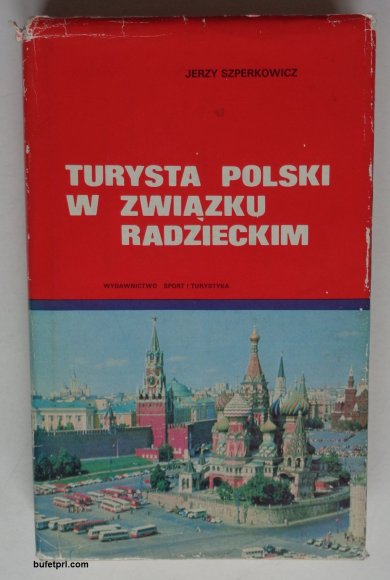 JERZY SZPERKOWICZ
TURYSTA POLSKI
W ZWIĄZKU
RADZIECKIM
WYDAWNICTWO SPORT I TURYSTYKA
bufetprl.com